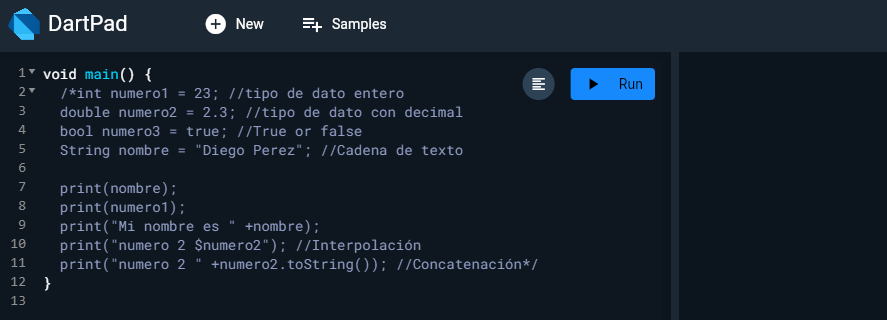 DartPad
New
Samples
Run
1 void main() {
2 /*int numero1 = 23; //tipo de dato entero
3 double numero2 = 2.3; //tipo de dato con decimal
4 bool numero3 = true; //True or false
5 String nombre = "Diego Perez"; //Cadena de texto
6
7 print(nombre);
8 print(numero1);
9 print("Mi nombre es " +nombre);
10 print("numero 2 $numero2"); //Interpolación
11 print("numero 2 " +numero2.toString()); //Concatenación*/
12 }
13